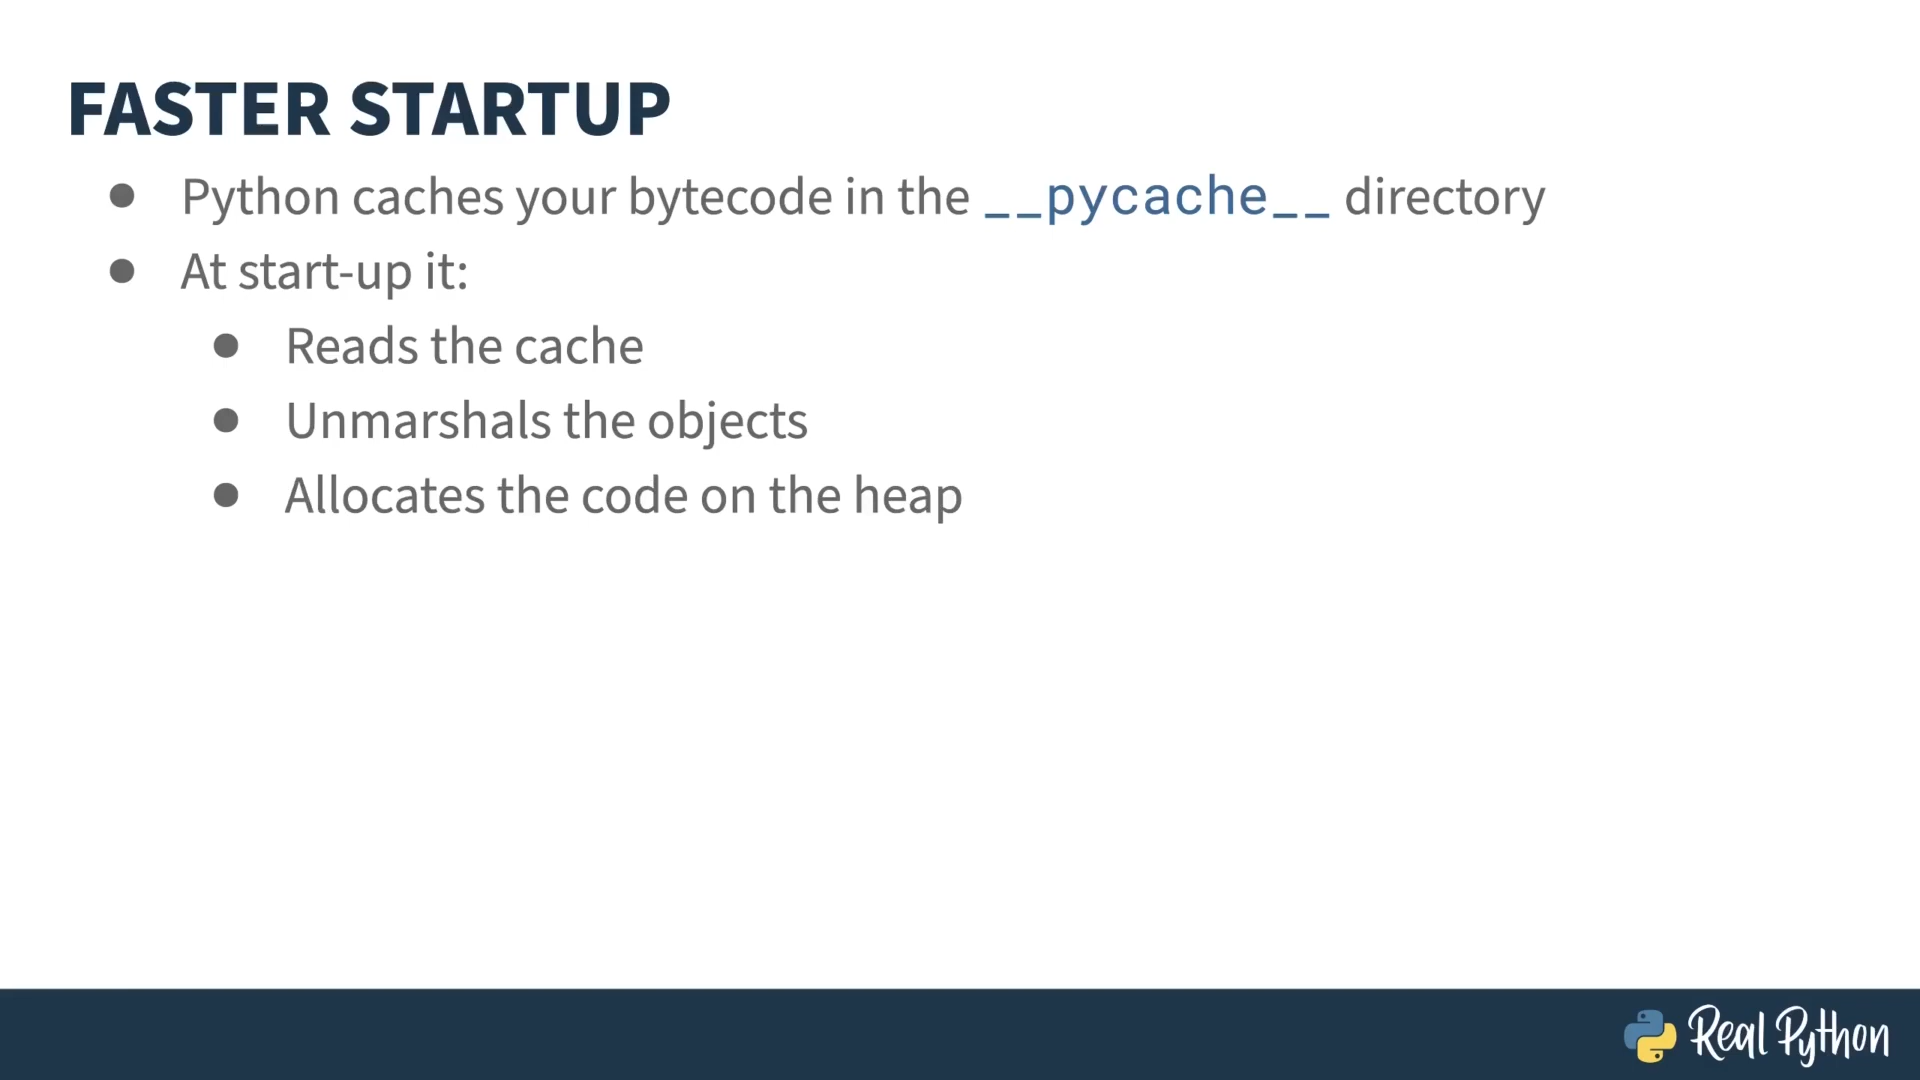 FASTER STARTUP
● Python caches your bytecode in the __pycache__ directory
● At start-up it:
● Reads the cache
● Unmarshals the objects
● Allocates the code on the heap
Real Python